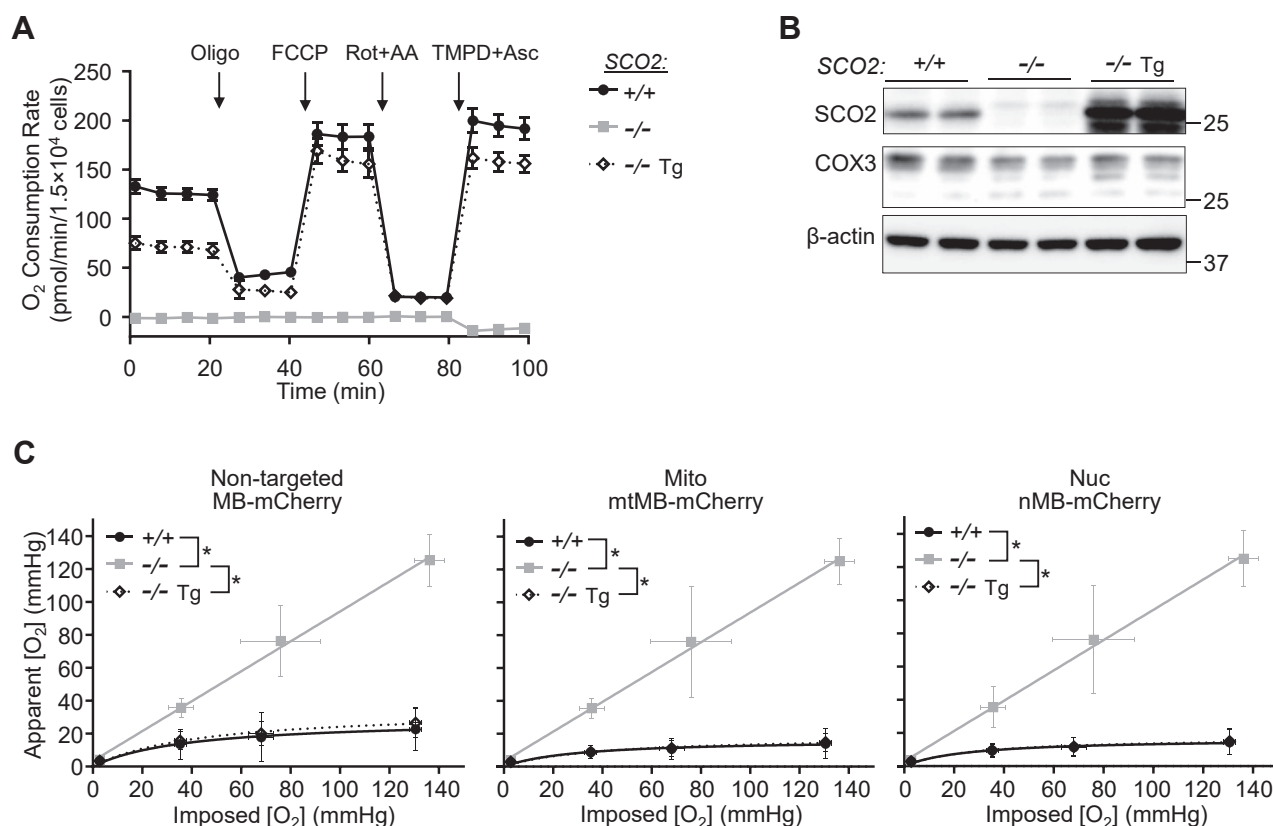 A
Oligo FCCP Rot+AA TMPD+Asc
SCO2:
+/+
-/-
-/- Tg
250
200
150
100
50
0
O2 Consumption Rate
(pmol/min/1.5×10⁴ cells)
0 20 40 60 80 100
Time (min)
B
SCO2: +/+ -/- -/- Tg
SCO2
25
COX3
25
β-actin
37
C
Non-targeted
MB-mCherry
140
120
100
80
60
40
20
0
Apparent [O2] (mmHg)
+/+
-/-
-/- Tg
*
*
0 20 40 60 80 100 120 140
Imposed [O2] (mmHg)
Mito
mtMB-mCherry
+/+
-/-
-/- Tg
*
*
0 20 40 60 80 100 120 140
Imposed [O2] (mmHg)
Nuc
nMB-mCherry
+/+
-/-
-/- Tg
*
*
0 20 40 60 80 100 120 140
Imposed [O2] (mmHg)